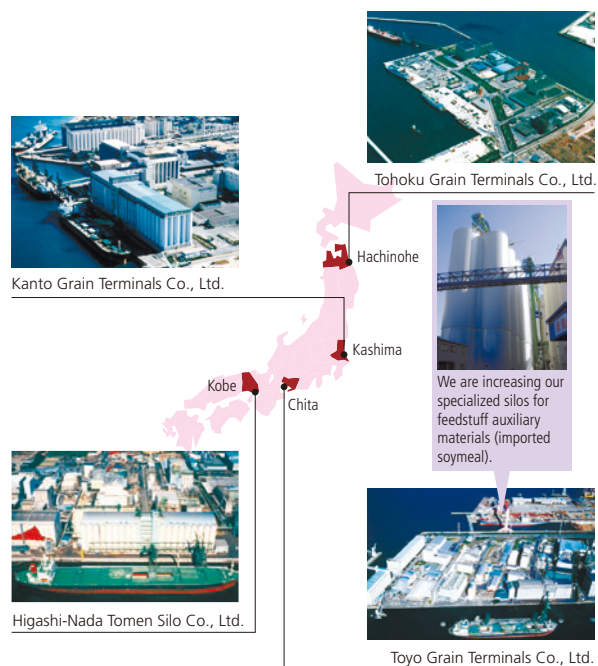 Tohoku Grain Terminals Co., Ltd.
Kanto Grain Terminals Co., Ltd.
Hachinohe
Kashima
Kobe
Chita
We are increasing our
specialized silos for
feedstuff auxiliary
materials (imported
soymeal).
Higashi-Nada Tomen Silo Co., Ltd.
Toyo Grain Terminals Co., Ltd.